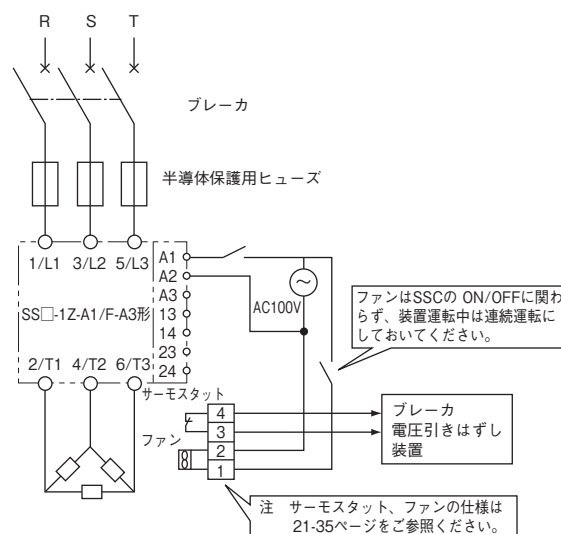 R S T
ブレーカ
半導体保護用ヒューズ
1/L1 3/L2 5/L3
A1
A2
A3
13
14
23
24
SS□-1Z-A1/F-A3形
2/T1 4/T2 6/T3
AC100V
ファンはSSCの ON/OFFに関わ
らず、装置運転中は連続運転に
しておいてください。
サーモスタット
ファン
4
3
2
1
ブレーカ
電圧引きはずし
装置
注 サーモスタット、ファンの仕様は
21-35ページをご参照ください。